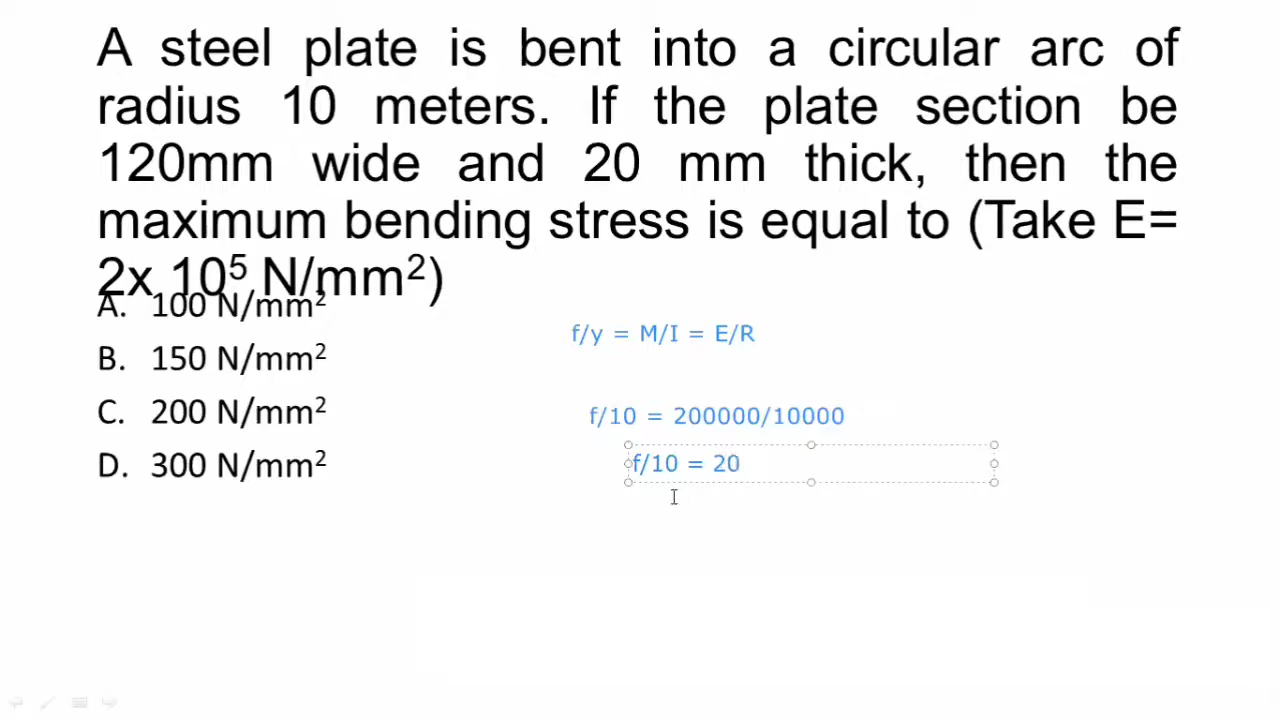 A steel plate is bent into a circular arc of
radius 10 meters. If the plate section be
120mm wide and 20 mm thick, then the
maximum bending stress is equal to (Take E=
2x 10⁵ N/mm²)
A. 100 N/mm²
B. 150 N/mm²
C. 200 N/mm²
D. 300 N/mm²
f/y = M/I = E/R
f/10 = 200000/10000
f/10 = 20